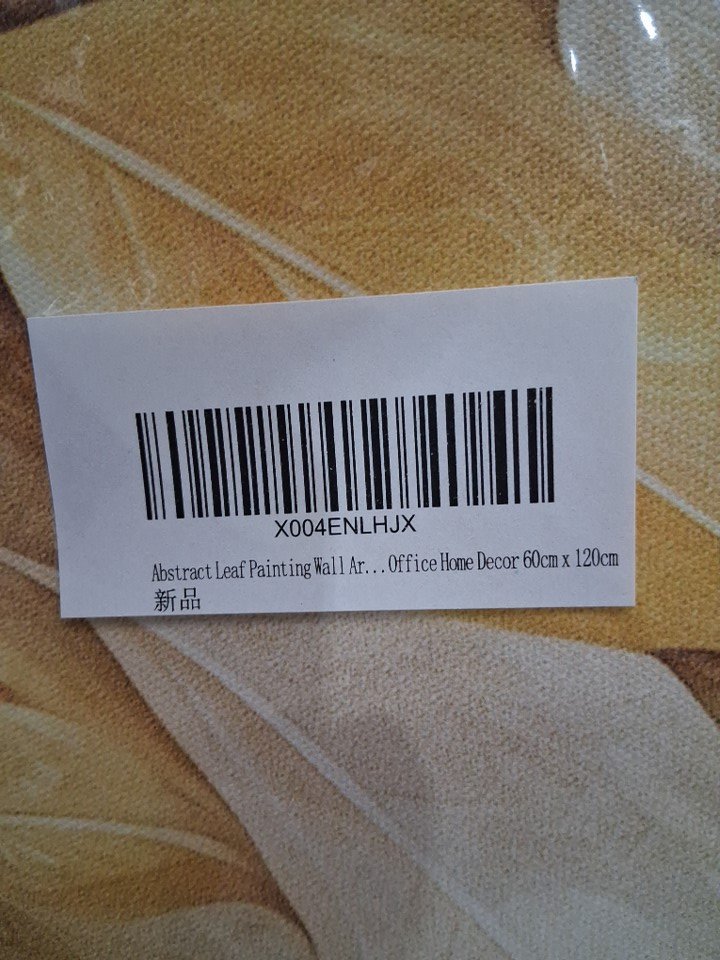 X004ENLHJX
Abstract Leaf Painting Wall Ar...Office Home Decor 60cm x 120cm
新品